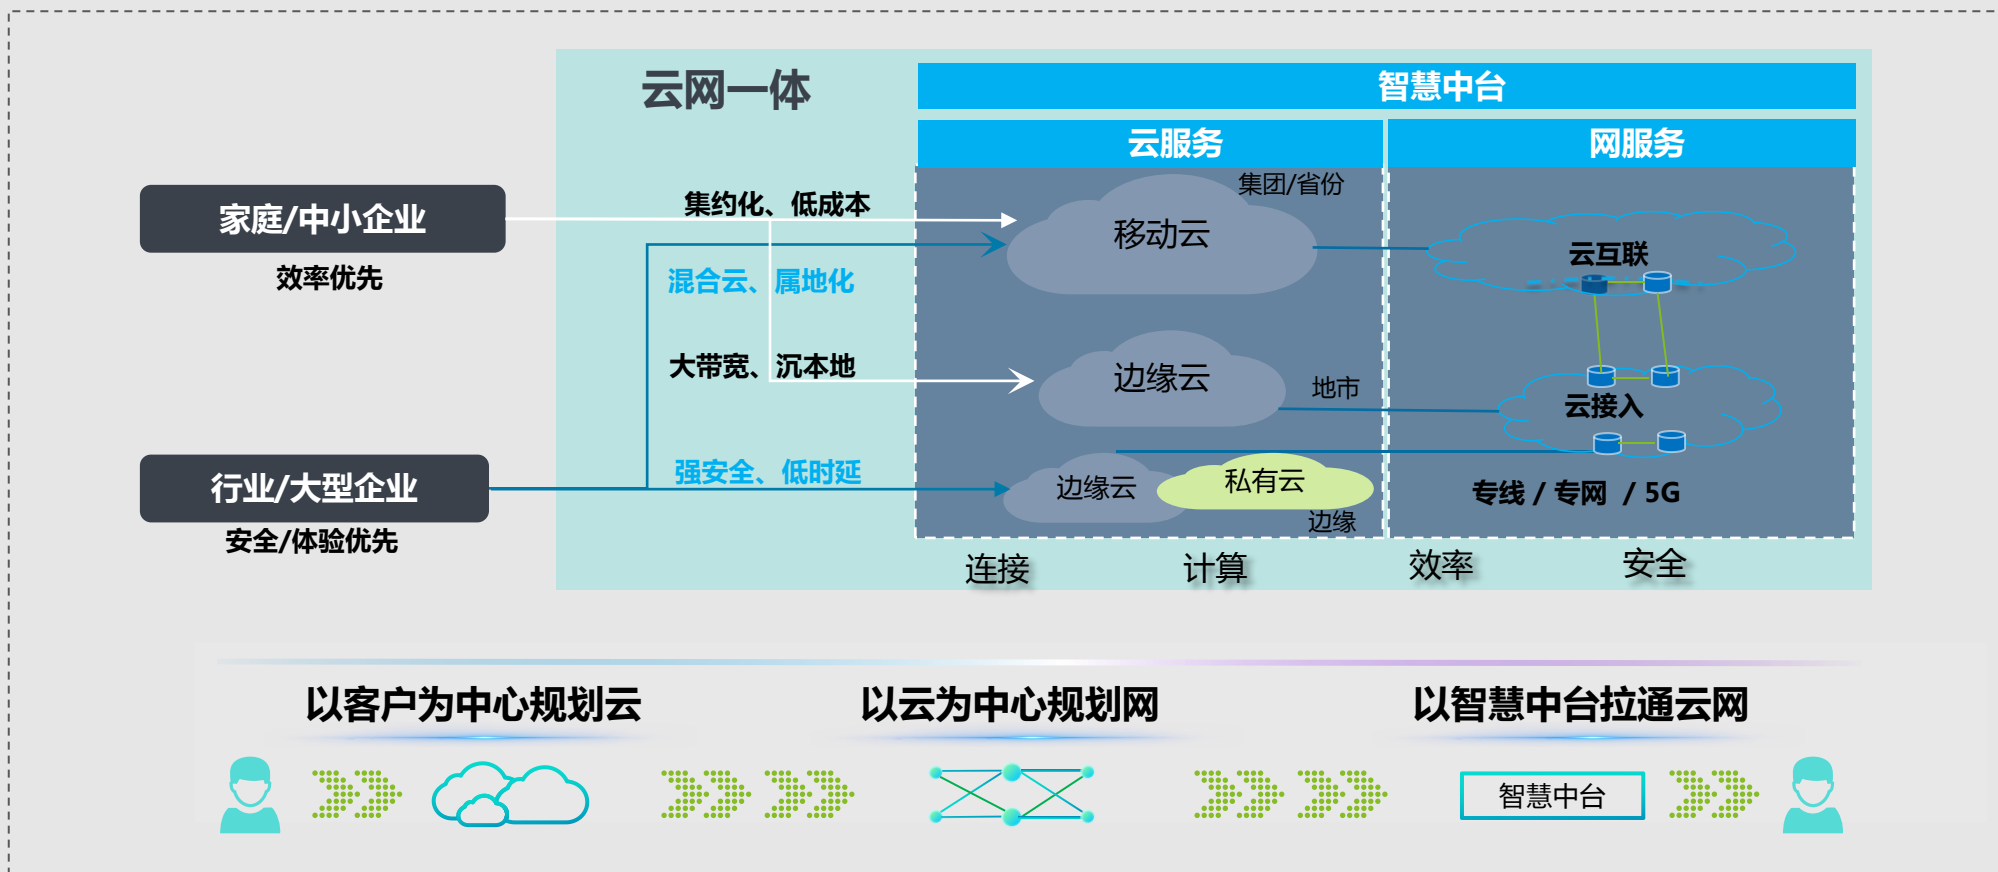 云网一体
智慧中台
云服务
网服务
家庭/中小企业
效率优先
集约化、低成本
混合云、属地化
大带宽、沉本地
强安全、低时延
行业/大型企业
安全/体验优先
集团/省份
移动云
边缘云
地市
边缘云
私有云
边缘
云互联
云接入
专线 / 专网 / 5G
连接
计算
效率
安全
以客户为中心规划云
以云为中心规划网
以智慧中台拉通云网
智慧中台